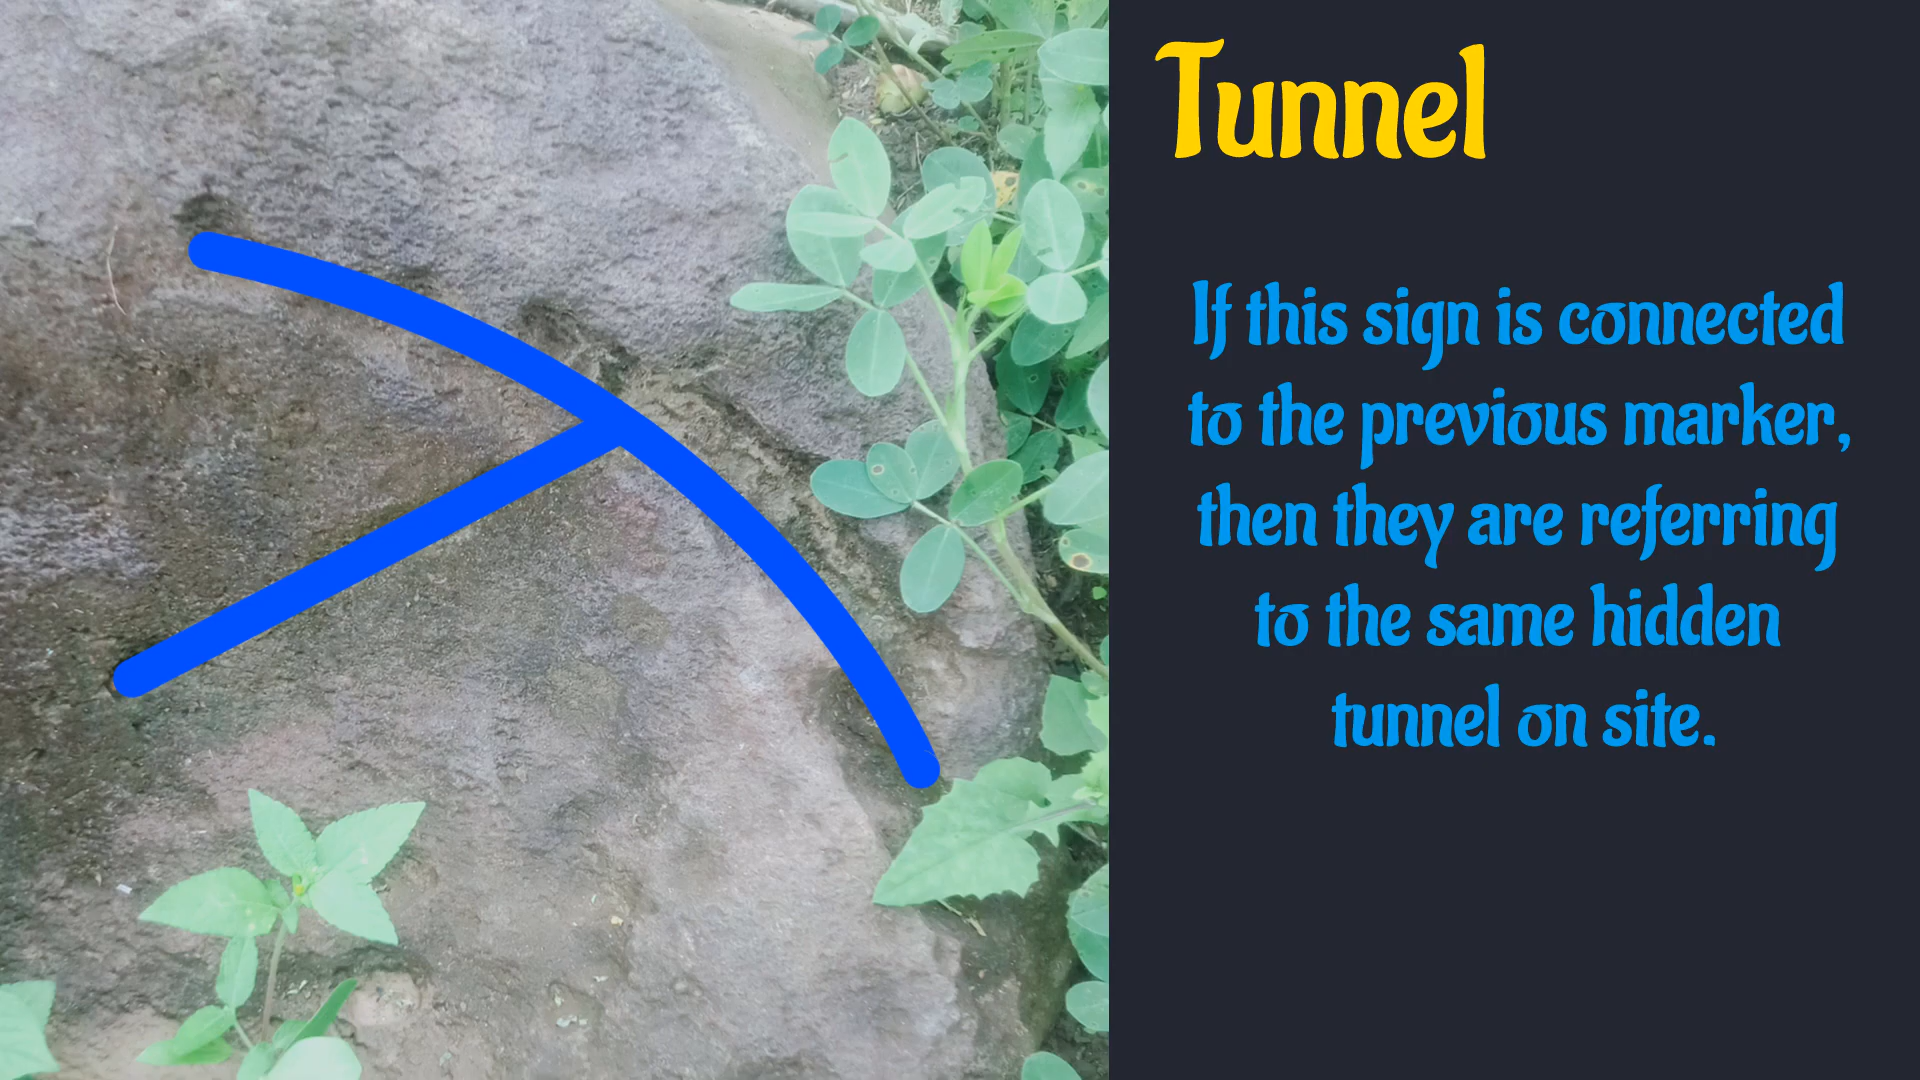 Tunnel
If this sign is connected
to the previous marker,
then they are referring
to the same hidden
tunnel on site.